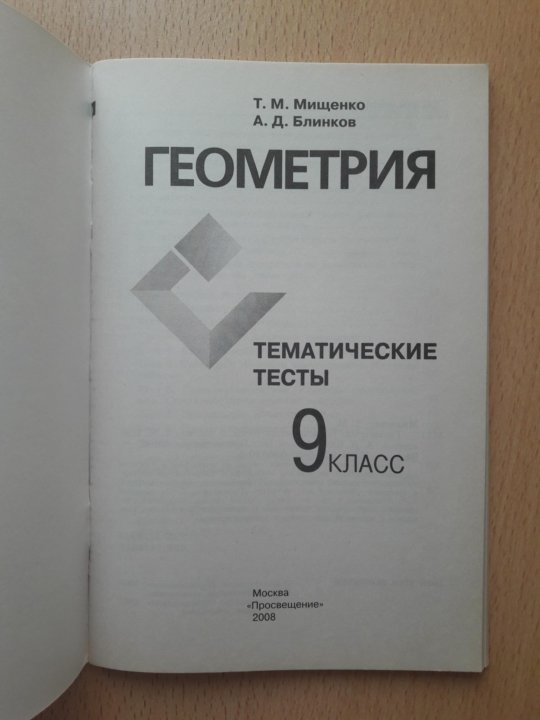 Т. М. Мищенко
А. Д. Блинков
ГЕОМЕТРИЯ
ТЕМАТИЧЕСКИЕ
ТЕСТЫ
9 КЛАСС
Москва
«Просвещение»
2008